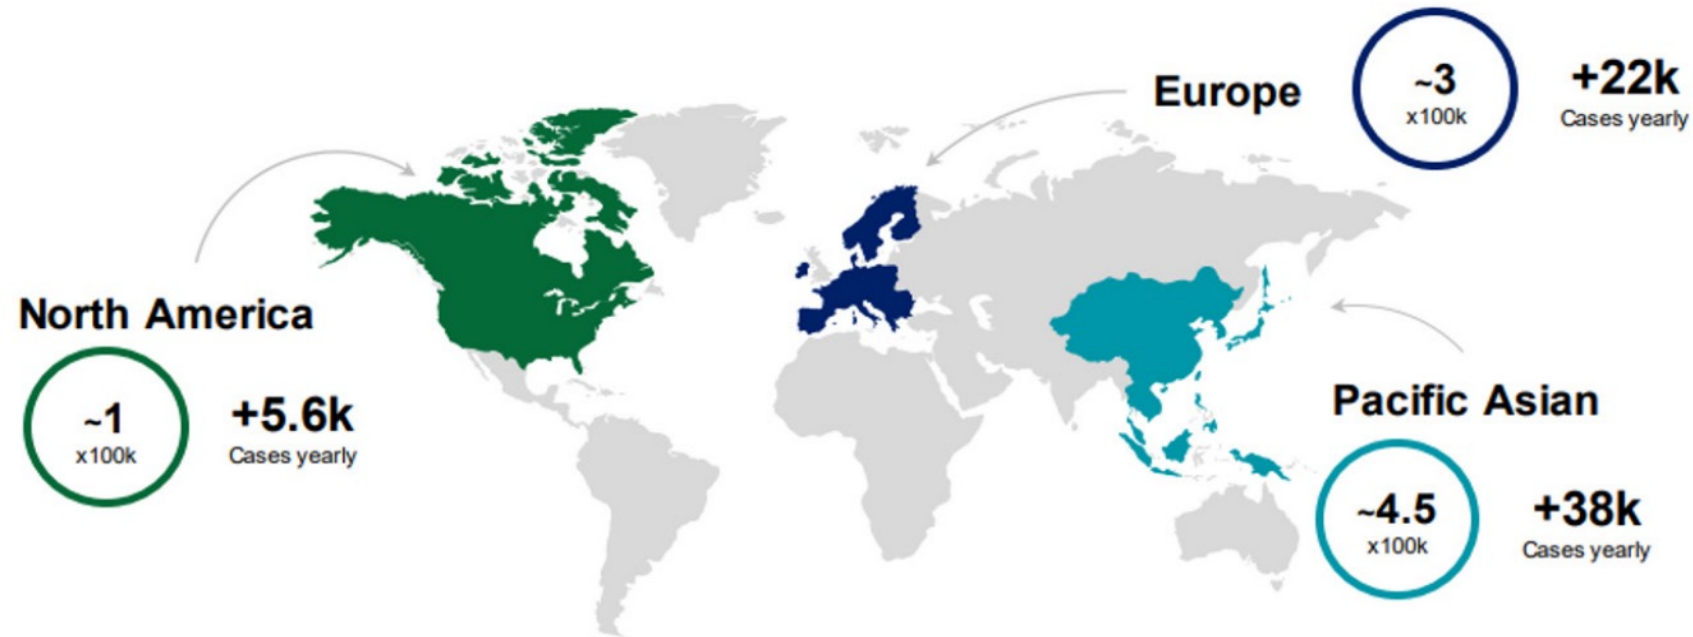 Europe
~3
x100k
+22k
Cases yearly
North America
~1
x100k
+5.6k
Cases yearly
Pacific Asian
~4.5
x100k
+38k
Cases yearly